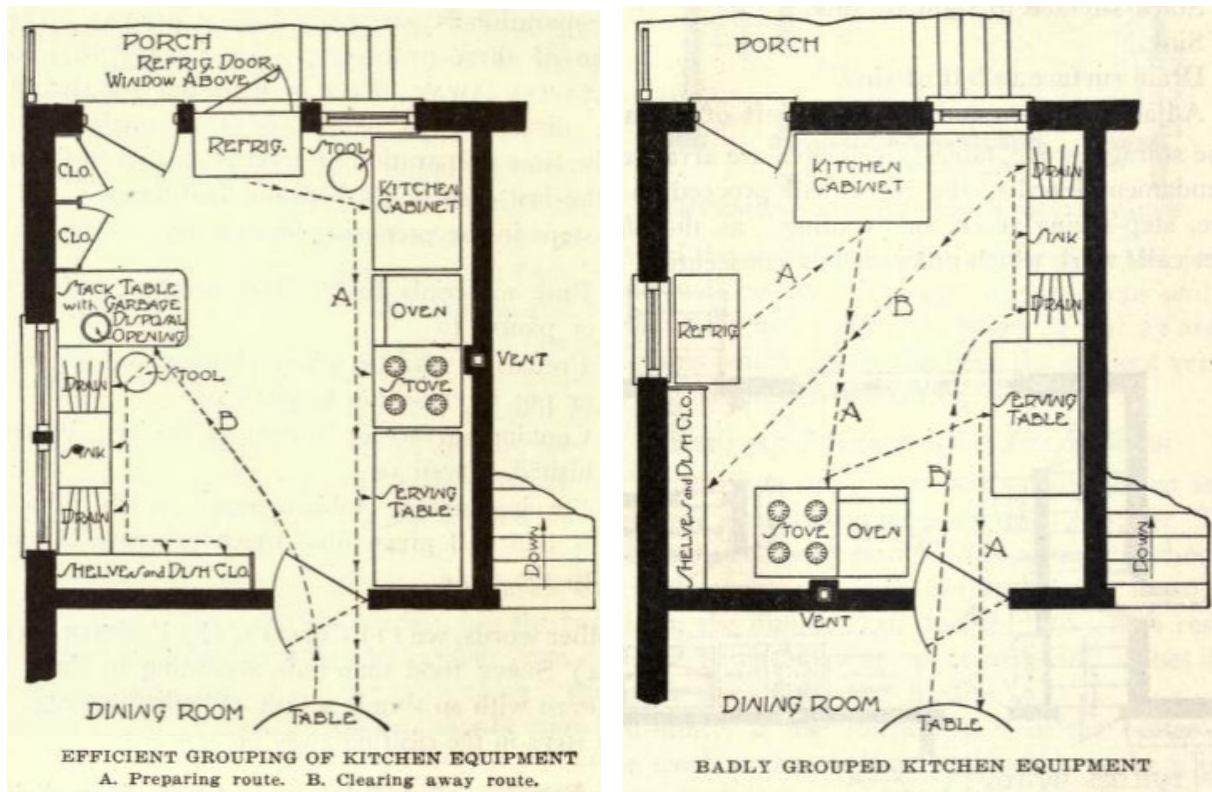 PORCH
REFRIG. DOOR
WINDOW ABOVE
REFRIG.
STOOL
CLO.
KITCHEN
CABINET
CLO.
STACK TABLE
with GARBAGE
DISPOSAL
OPENING
A
OVEN
VENT
STOOL
DRAIN
STOVE
B
SINK
SERVING
TABLE
DRAIN
SHELVES and DISH CLO.
DOWN
DINING ROOM
TABLE
EFFICIENT GROUPING OF KITCHEN EQUIPMENT
A. Preparing route. B. Clearing away route.
PORCH
KITCHEN
CABINET
DRAIN
SINK
A
B
DRAIN
REFRIG.
SHELVES and DISH CLO.
A
SERVING
TABLE
B
STOVE
OVEN
A
DOWN
VENT
DINING ROOM
TABLE
BADLY GROUPED KITCHEN EQUIPMENT